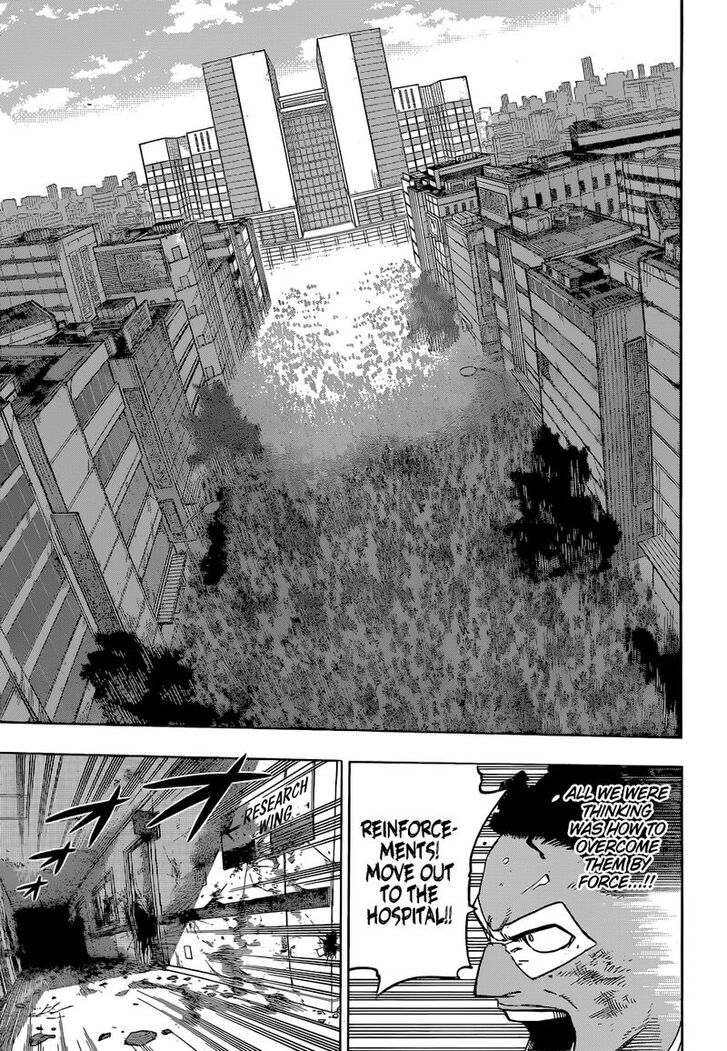 ALL WE WERE
THINKING
WAS HOW TO
OVERCOME
THEM BY
FORCE...!!
REINFORCE-
MENTS!
MOVE OUT
TO THE
HOSPITAL!!
RESEARCH
WING